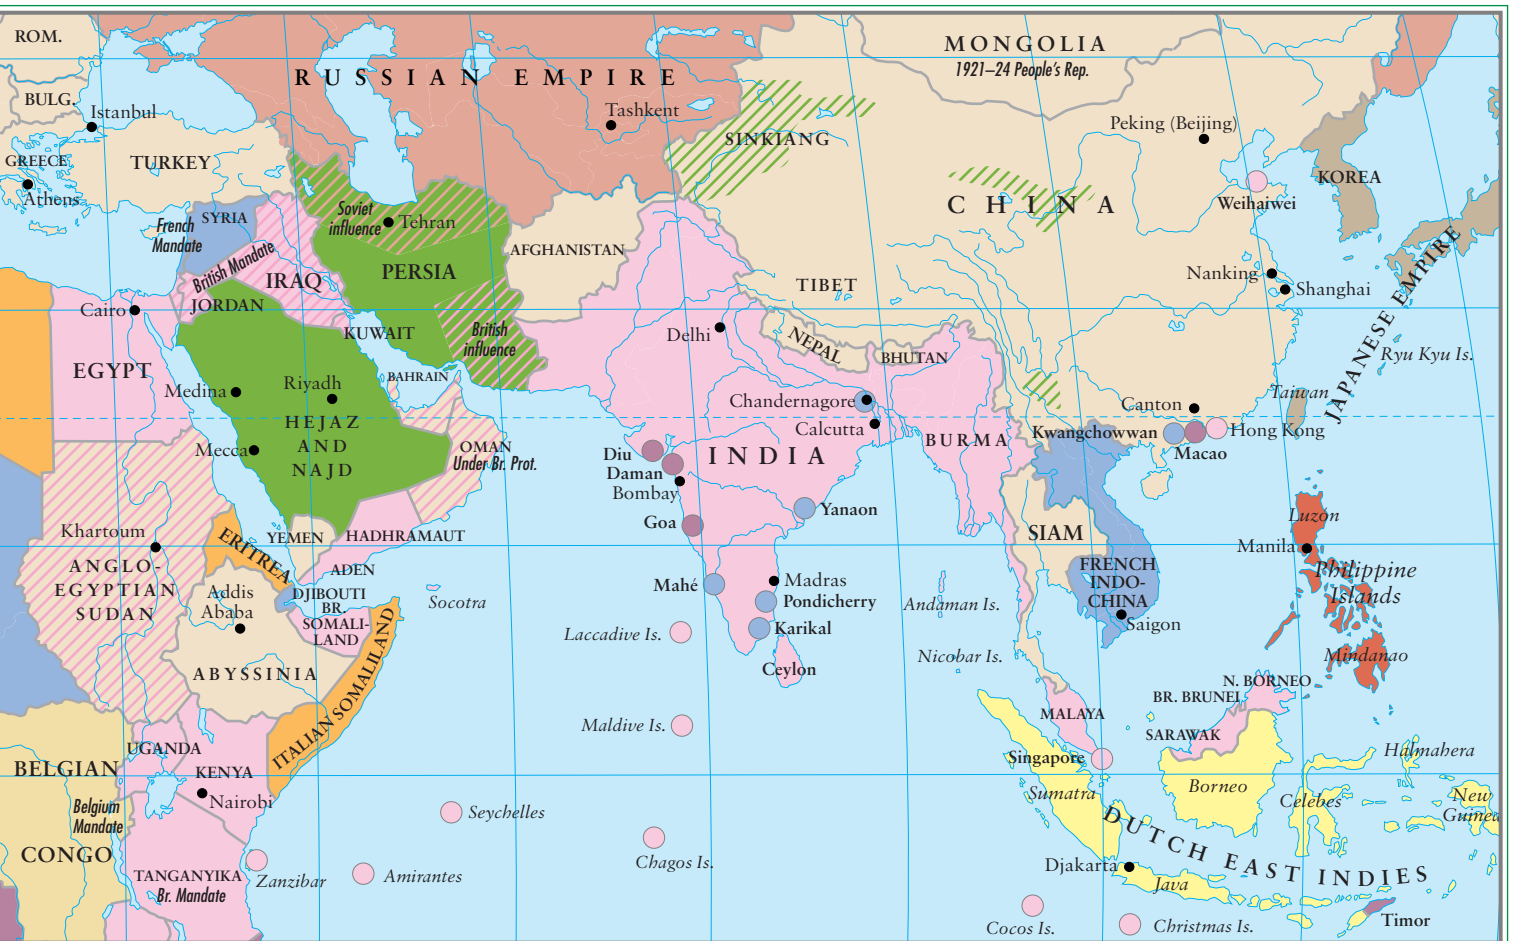 ROM.
MONGOLIA
1921–24 People's Rep.
RUSSIAN EMPIRE
BULG.
Istanbul
Tashkent
Peking (Beijing)
SINKIANG
GREECE
TURKEY
KOREA
Athens
CHINA
Weihaiwei
SYRIA
French
Mandate
Soviet
influence
Tehran
AFGHANISTAN
British Mandate
IRAQ
PERSIA
TIBET
Nanking
Shanghai
JAPANESE EMPIRE
Cairo
JORDAN
KUWAIT
British
influence
Delhi
NEPAL
BHUTAN
Ryu Kyu Is.
EGYPT
BAHRAIN
Medina
Riyadh
Taiwan
Chandernagore
Canton
HEJAZ
AND
NAJD
Calcutta
BURMA
Kwangchowwan
Hong Kong
Macao
Mecca
OMAN
Under Br. Prot.
Diu
Daman
Bombay
INDIA
Goa
Yanaon
Luzon
Khartoum
ERITREA
YEMEN
HADHRAMAUT
SIAM
Manila
ANGLO-
EGYPTIAN
SUDAN
ADEN
Addis
Ababa
DJIBOUTI
BR.
SOMALI-
LAND
Socotra
Mahé
Madras
Pondicherry
Karikal
Andaman Is.
FRENCH
INDO-
CHINA
Saigon
Philippine
Islands
Laccadive Is.
Ceylon
Nicobar Is.
Mindanao
ABYSSINIA
ITALIAN SOMALILAND
N. BORNEO
BR. BRUNEI
MALAYA
SARAWAK
Maldive Is.
UGANDA
Halmahera
BELGIAN
CONGO
KENYA
Singapore
Borneo
Sumatra
Celebes
New
Guinea
Belgium
Mandate
Nairobi
Seychelles
DUTCH EAST INDIES
Chagos Is.
TANGANYIKA
Br. Mandate
Zanzibar
Amirantes
Djakarta
Java
Cocos Is.
Christmas Is.
Timor